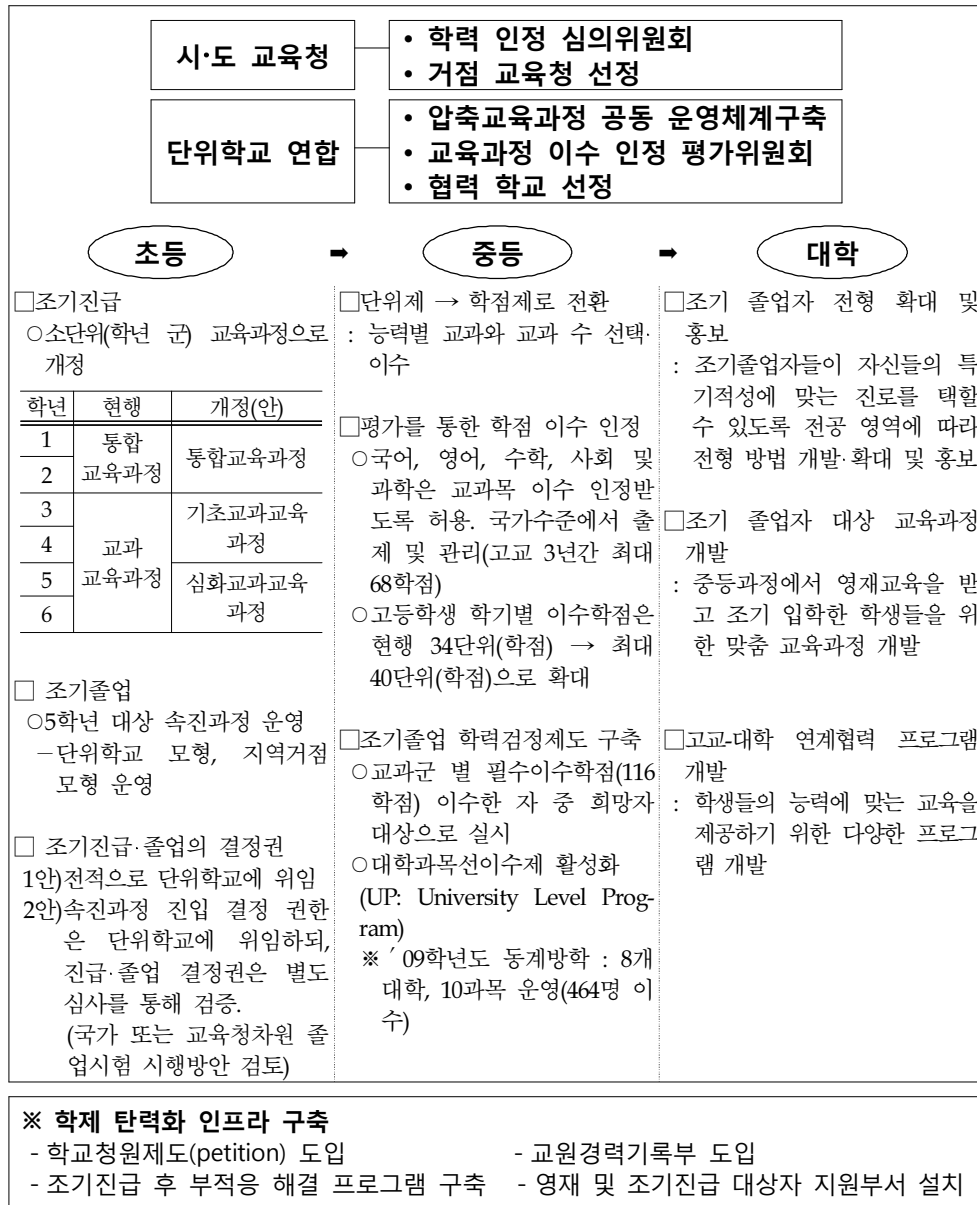 시·도 교육청
• 학력 인정 심의위원회
• 거점 교육청 선정
단위학교 연합
• 압축교육과정 공동 운영체계구축
• 교육과정 이수 인정 평가위원회
• 협력 학교 선정
초등 ➡ 중등 ➡ 대학
□조기진급
○소단위(학년 군) 교육과정으로
개정
학년 현행 개정(안)
1 통합 통합교육과정
2 교육과정
3 교과 기초교과교육
4 교육과정 과정
5 심화교과교육
6 과정
□ 조기졸업
○5학년 대상 속진과정 운영
－단위학교 모형, 지역거점
모형 운영
□ 조기진급·졸업의 결정권
1안)전적으로 단위학교에 위임
2안)속진과정 진입 결정 권한
은 단위학교에 위임하되,
진급·졸업 결정권은 별도
심사를 통해 검증.
(국가 또는 교육청차원 졸
업시험 시행방안 검토)
□단위제 → 학점제로 전환
: 능력별 교과와 교과 수 선택·
이수
□평가를 통한 학점 이수 인정
○국어, 영어, 수학, 사회 및
과학은 교과목 이수 인정받
도록 허용. 국가수준에서 출
제 및 관리(고교 3년간 최대
68학점)
○고등학생 학기별 이수학점은
현행 34단위(학점) → 최대
40단위(학점)으로 확대
□조기졸업 학력검정제도 구축
○교과군 별 필수이수학점(116
학점) 이수한 자 중 희망자
대상으로 실시
○대학과목선이수제 활성화
(UP: University Level Prog-
ram)
※ ´09학년도 동계방학 : 8개
대학, 10과목 운영(464명 이
수)
□조기 졸업자 전형 확대 및
홍보
: 조기졸업자들이 자신들의 특
기적성에 맞는 진로를 택할
수 있도록 전공 영역에 따라
전형 방법 개발·확대 및 홍보
□조기 졸업자 대상 교육과정
개발
: 중등과정에서 영재교육을 받
고 조기 입학한 학생들을 위
한 맞춤 교육과정 개발
□고교-대학 연계협력 프로그램
개발
: 학생들의 능력에 맞는 교육을
제공하기 위한 다양한 프로그
램 개발
※ 학제 탄력화 인프라 구축
- 학교청원제도(petition) 도입 - 교원경력기록부 도입
- 조기진급 후 부적응 해결 프로그램 구축 - 영재 및 조기진급 대상자 지원부서 설치